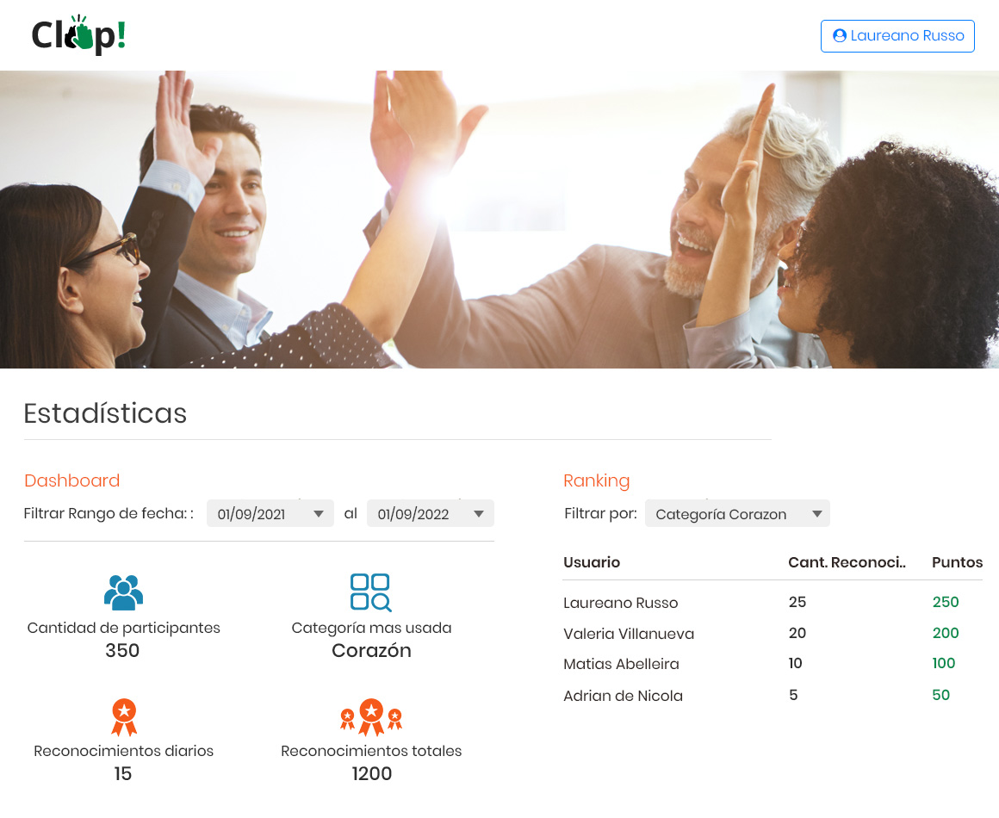 Clap!
Laureano Russo
Estadísticas
Dashboard
Filtrar Rango de fecha: :
01/09/2021
al
01/09/2022
Cantidad de participantes
350
Categoría mas usada
Corazón
Reconocimientos diarios
15
Reconocimientos totales
1200
Ranking
Filtrar por:
Categoría Corazon
Usuario Cant. Reconoci.. Puntos
Laureano Russo 25 250
Valeria Villanueva 20 200
Matias Abelleira 10 100
Adrian de Nicola 5 50